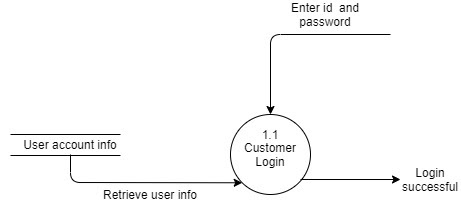 Enter id and
password
1.1
Customer
Login
User account info
Login
successful
Retrieve user info